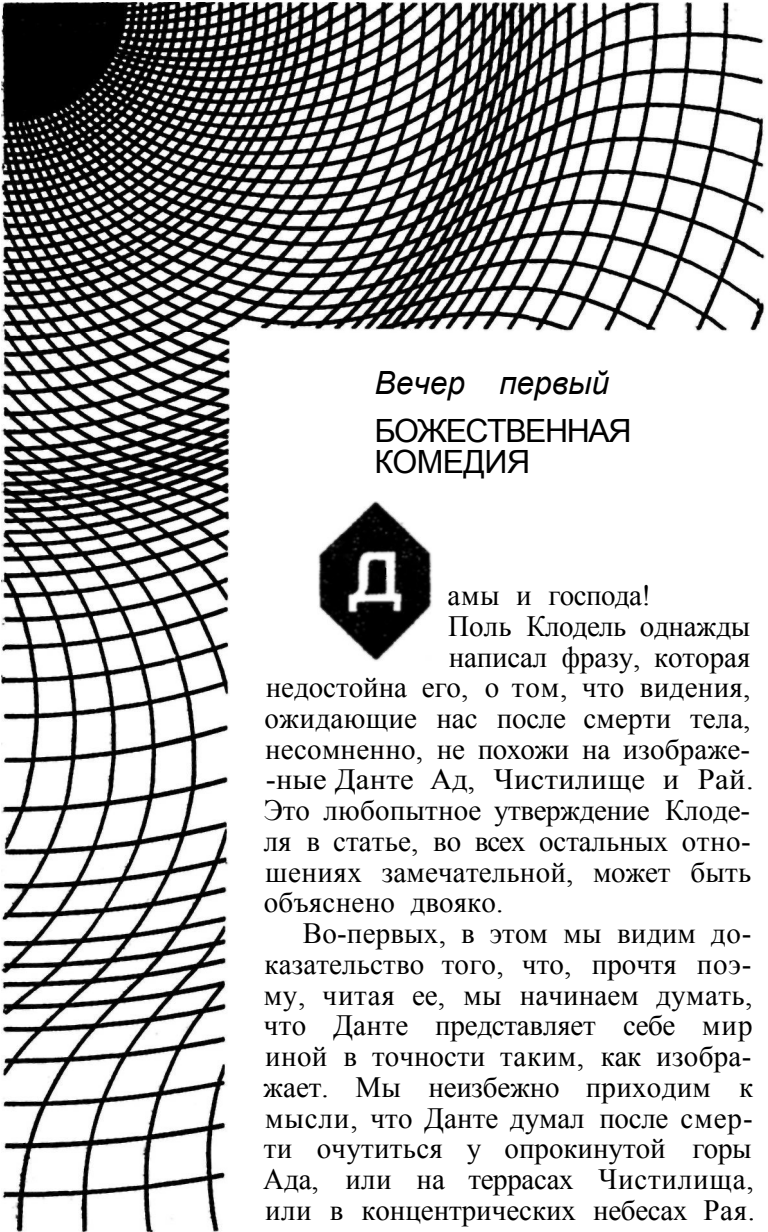 Вечер первый
БОЖЕСТВЕННАЯ
КОМЕДИЯ
Дамы и господа!
Поль Клодель однажды
написал фразу, которая
недостойна его, о том, что видения,
ожидающие нас после смерти тела,
несомненно, не похожи на изображе-
-ные Данте Ад, Чистилище и Рай.
Это любопытное утверждение Клоде-
ля в статье, во всех остальных отно-
шениях замечательной, может быть
объяснено двояко.
Во-первых, в этом мы видим до-
казательство того, что, прочтя поэ-
му, читая ее, мы начинаем думать,
что Данте представляет себе мир
иной в точности таким, как изобра-
жает. Мы неизбежно приходим к
мысли, что Данте думал после смер-
ти очутиться у опрокинутой горы
Ада, или на террасах Чистилища,
или в концентрических небесах Рая.